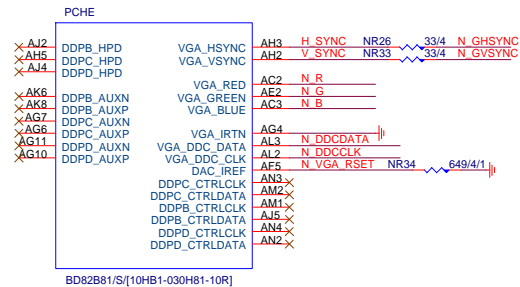 PCHE
AJ2 DDPB_HPD VGA_HSYNC AH3 H_SYNC NR26 33/4 N_GHSYNC
AH5 DDPC_HPD VGA_VSYNC AH2 V_SYNC NR33 33/4 N_GVSYNC
AJ4 DDPD_HPD
VGA_RED AC2 N_R
AK6 DDPB_AUXN VGA_GREEN AE2 N_G
AK8 DDPB_AUXP VGA_BLUE AC3 N_B
AG7 DDPC_AUXN
AG6 DDPC_AUXP VGA_IRTN AG4
AG11 DDPD_AUXN VGA_DDC_DATA AL3 N_DDCDATA
AG10 DDPD_AUXP VGA_DDC_CLK AL2 N_DDCCLK
DAC_IREF AF5 N_VGA_RSET NR34 649/4/1
DDPC_CTRLCLK AN3
DDPC_CTRLDATA AM2
DDPB_CTRLCLK AM1
DDPB_CTRLDATA AJ5
DDPD_CTRLCLK AN4
DDPD_CTRLDATA AN2
BD82B81/S/[10HB1-030H81-10R]